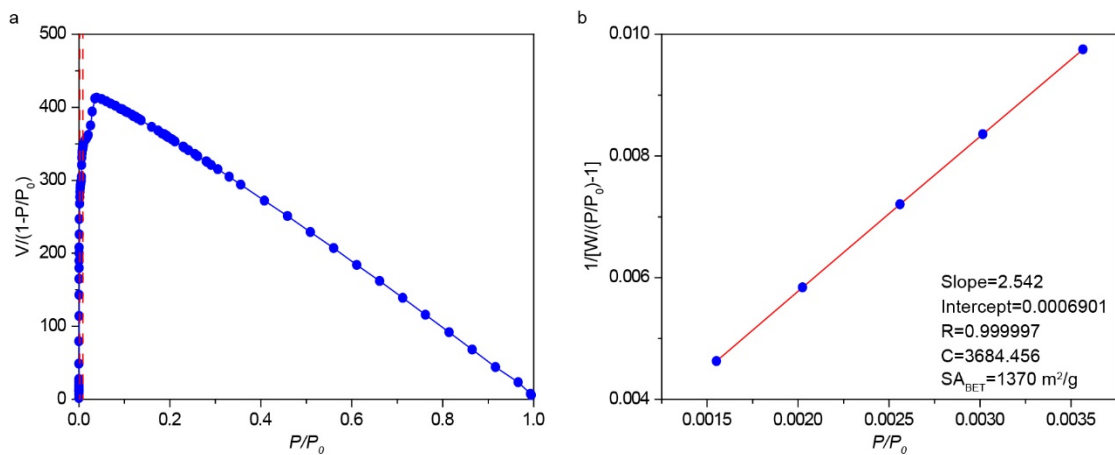 a
500
400
300
200
100
0
V/(1-P/P₀)
0.0 0.2 0.4 0.6 0.8 1.0
P/P₀
b
0.010
0.008
0.006
0.004
1/[W/(P/P₀)-1]
Slope=2.542
Intercept=0.0006901
R=0.999997
C=3684.456
SA_BET=1370 m²/g
0.0015 0.0020 0.0025 0.0030 0.0035
P/P₀